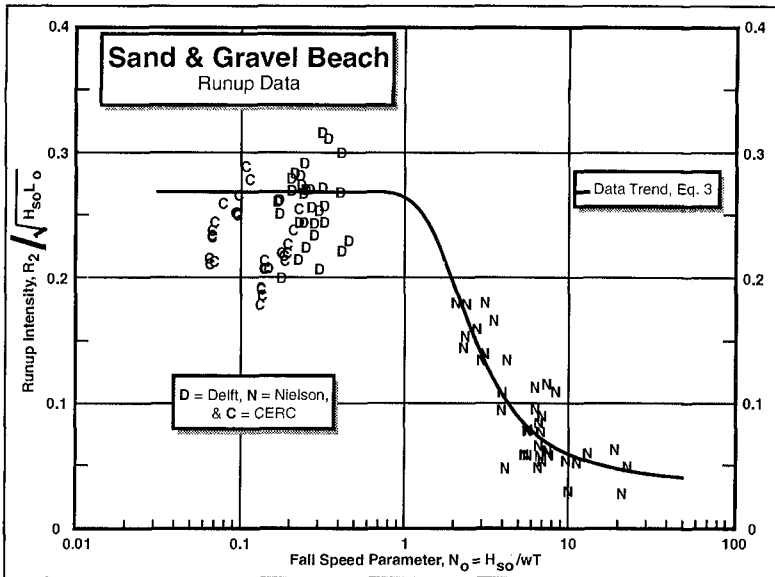 Sand & Gravel Beach
Runup Data
0.4
0.3
0.2
0.1
0
0.4
0.3
0.2
0.1
0
Runup Intensity, R2/√HsoLo
Data Trend, Eq. 3
D = Delft, N = Nielson,
& C = CERC
0.01
0.1
1
10
100
Fall Speed Parameter, No = Hso/wT